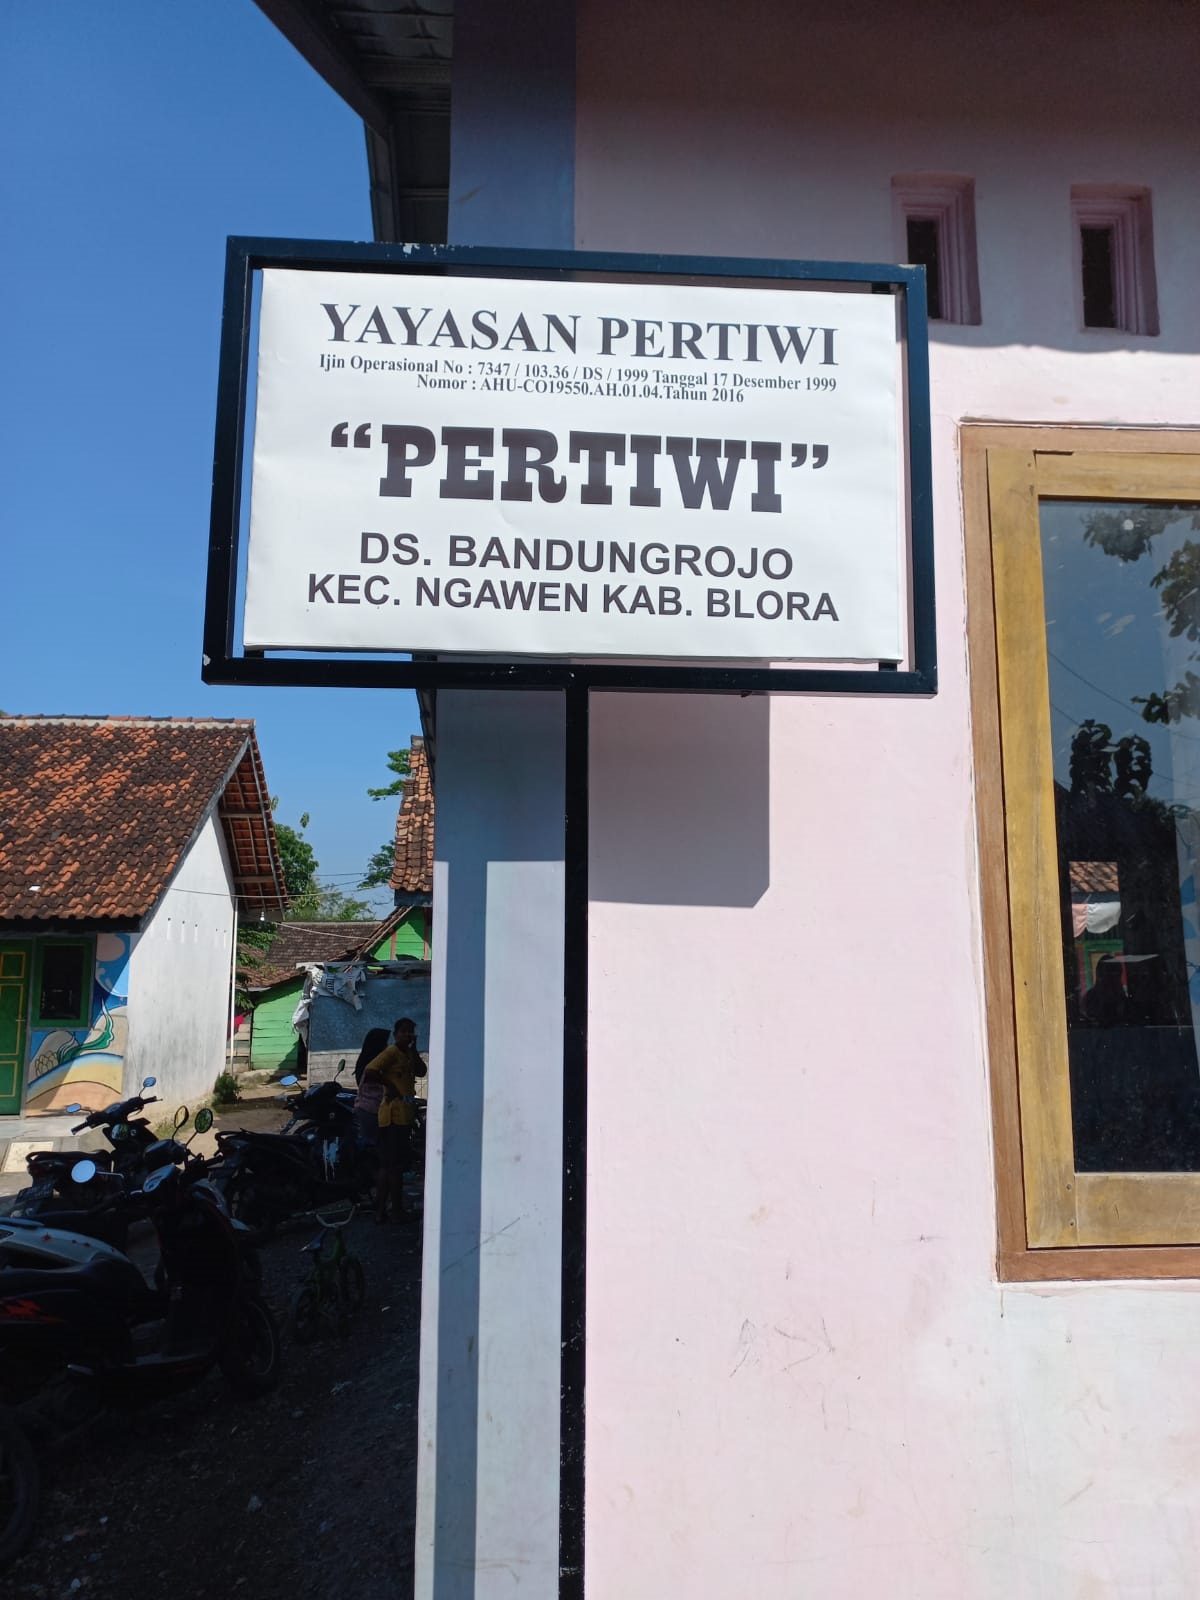 YAYASAN PERTIWI
Ijin Operasional No : 7347 / 103.36 / DS / 1999 Tanggal 17 Desember 1999
Nomor : AHU-CO19550.AH.01.04.Tahun 2016
“PERTIWI”
DS. BANDUNGROJO
KEC. NGAWEN KAB. BLORA